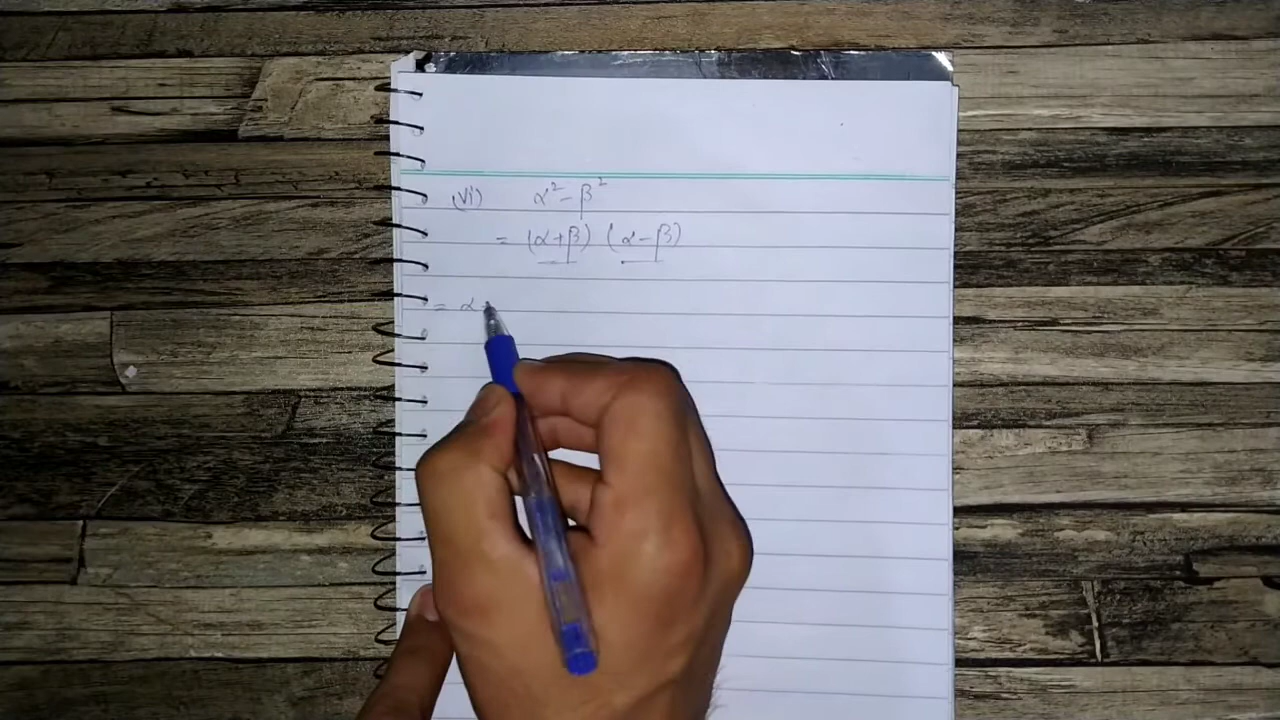 (vi) α² - β²
= (α+β) (α-β)
= α